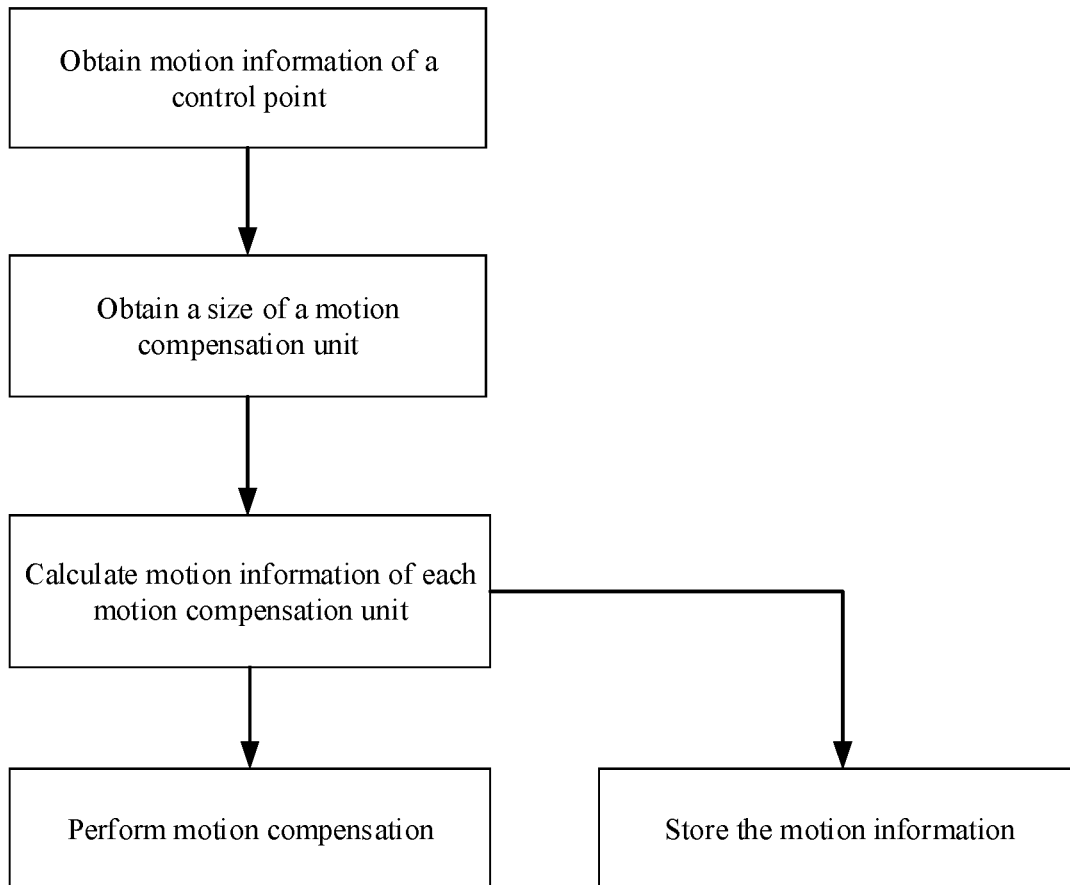 Obtain motion information of a
control point
Obtain a size of a motion
compensation unit
Calculate motion information of each
motion compensation unit
Perform motion compensation
Store the motion information